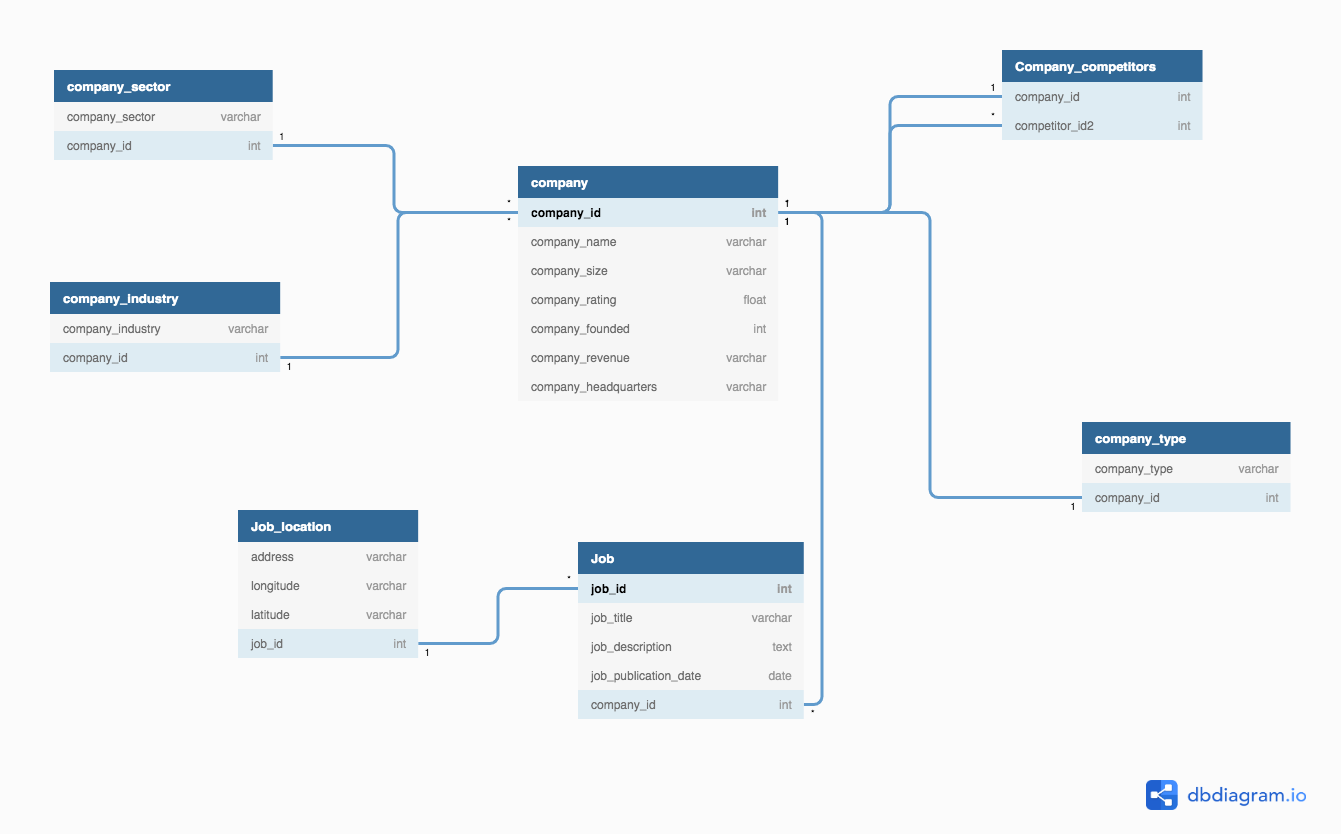 company_sector
company_sector varchar
company_id int
1
Company_competitors
company_id int
competitor_id2 int
1
*
company
company_id int
company_name varchar
company_size varchar
company_rating float
company_founded int
company_revenue varchar
company_headquarters varchar
*
*
1
1
company_industry
company_industry varchar
company_id int
1
company_type
company_type varchar
company_id int
1
Job_location
address varchar
longitude varchar
latitude varchar
job_id int
1
Job
job_id int
job_title varchar
job_description text
job_publication_date date
company_id int
*
*
dbdiagram.io